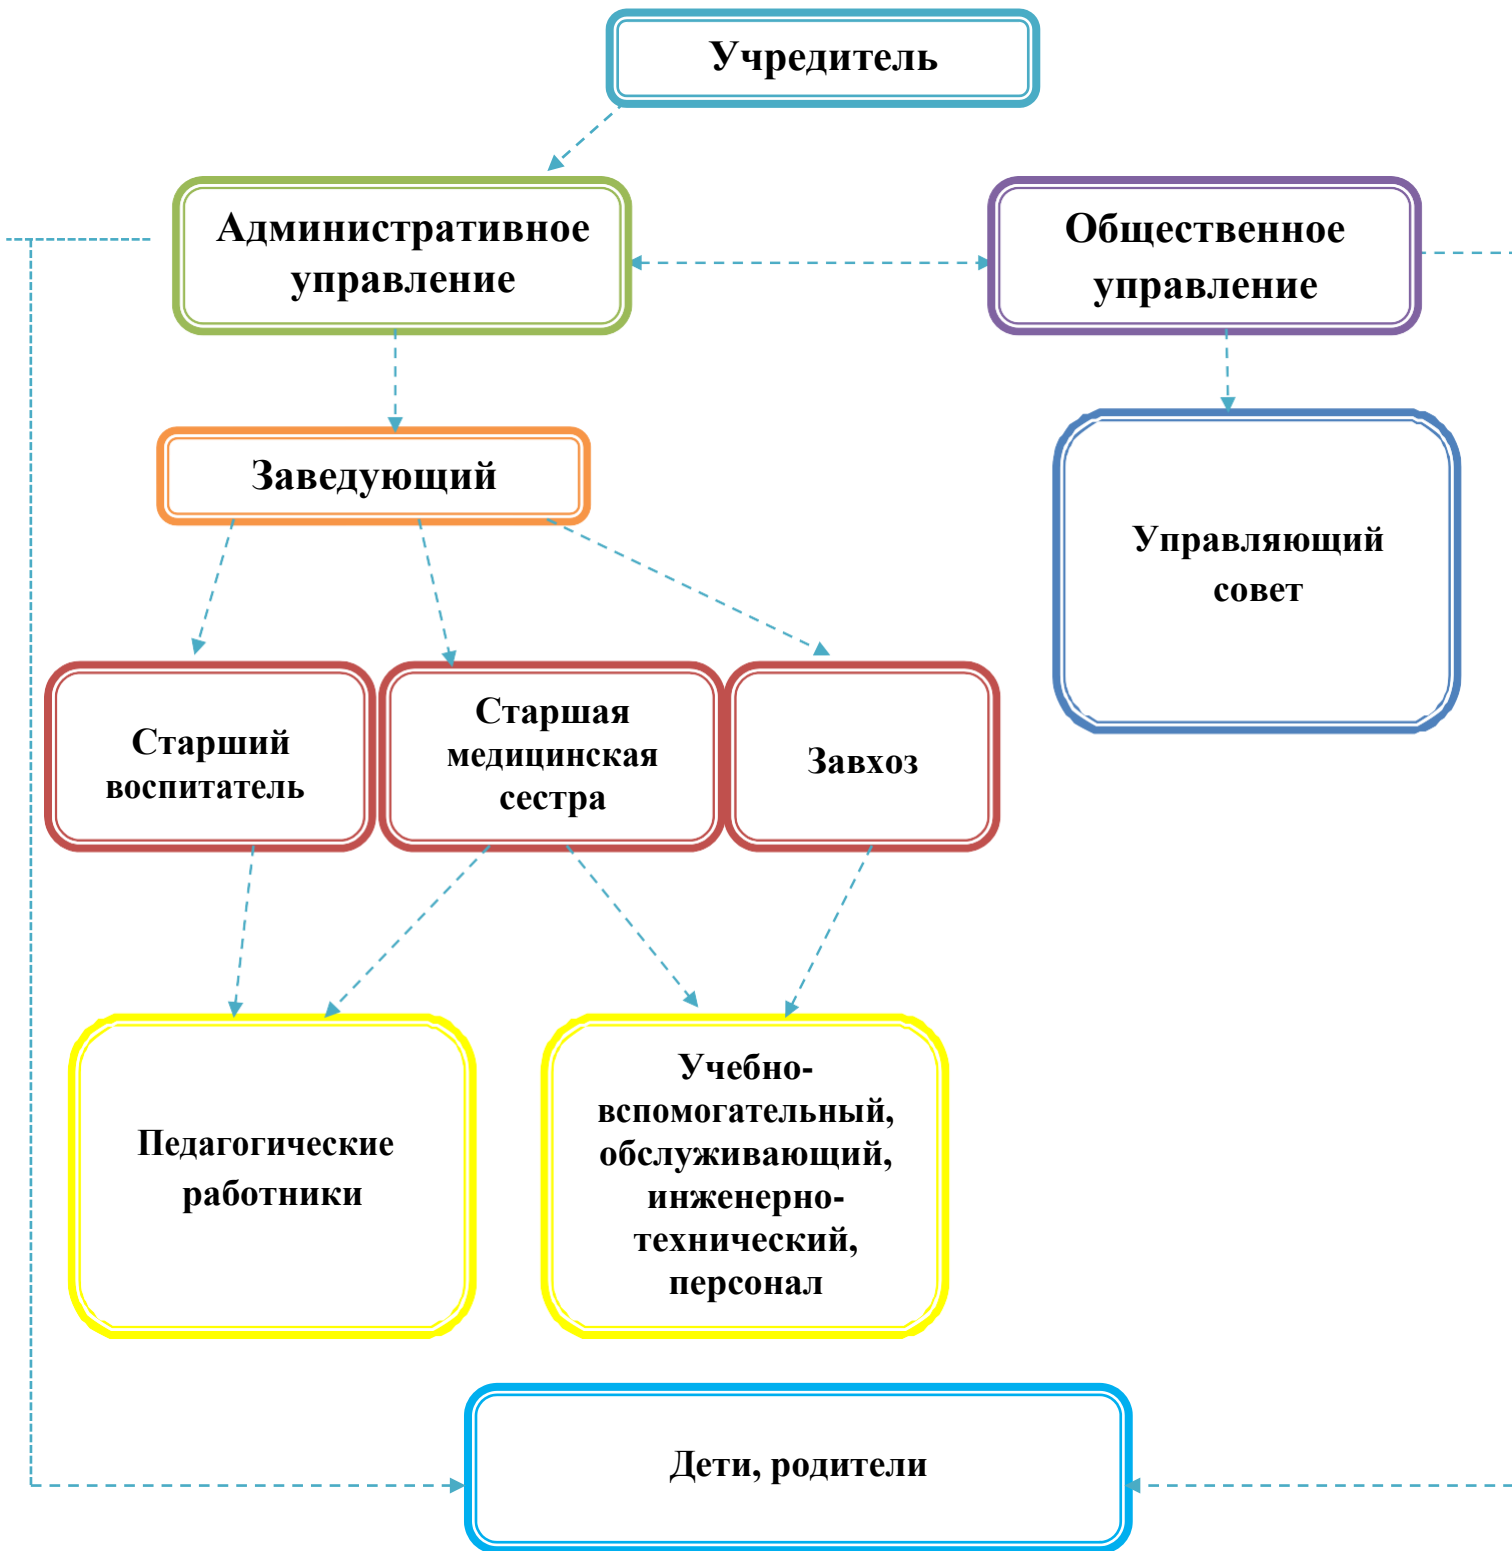 Учредитель
Административное
управление
Общественное
управление
Заведующий
Управляющий
совет
Старший
воспитатель
Старшая
медицинская
сестра
Завхоз
Педагогические
работники
Учебно-
вспомогательный,
обслуживающий,
инженерно-
технический,
персонал
Дети, родители